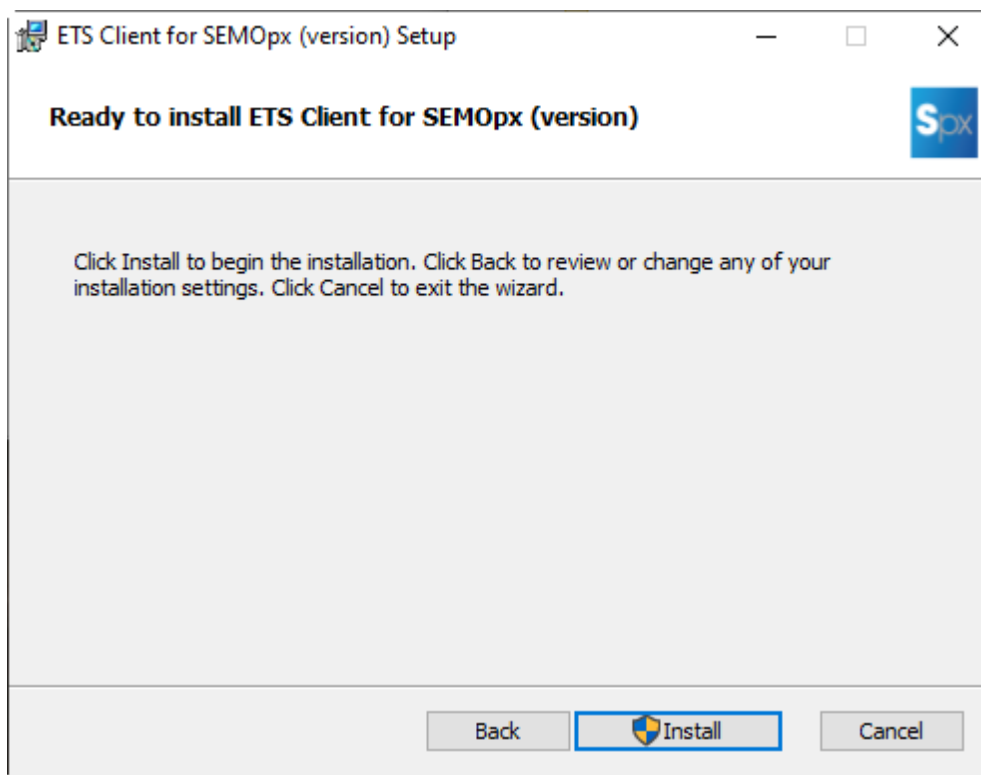 ETS Client for SEMOpx (version) Setup
Ready to install ETS Client for SEMOpx (version)
Spx
Click Install to begin the installation. Click Back to review or change any of your
installation settings. Click Cancel to exit the wizard.
Back
Install
Cancel